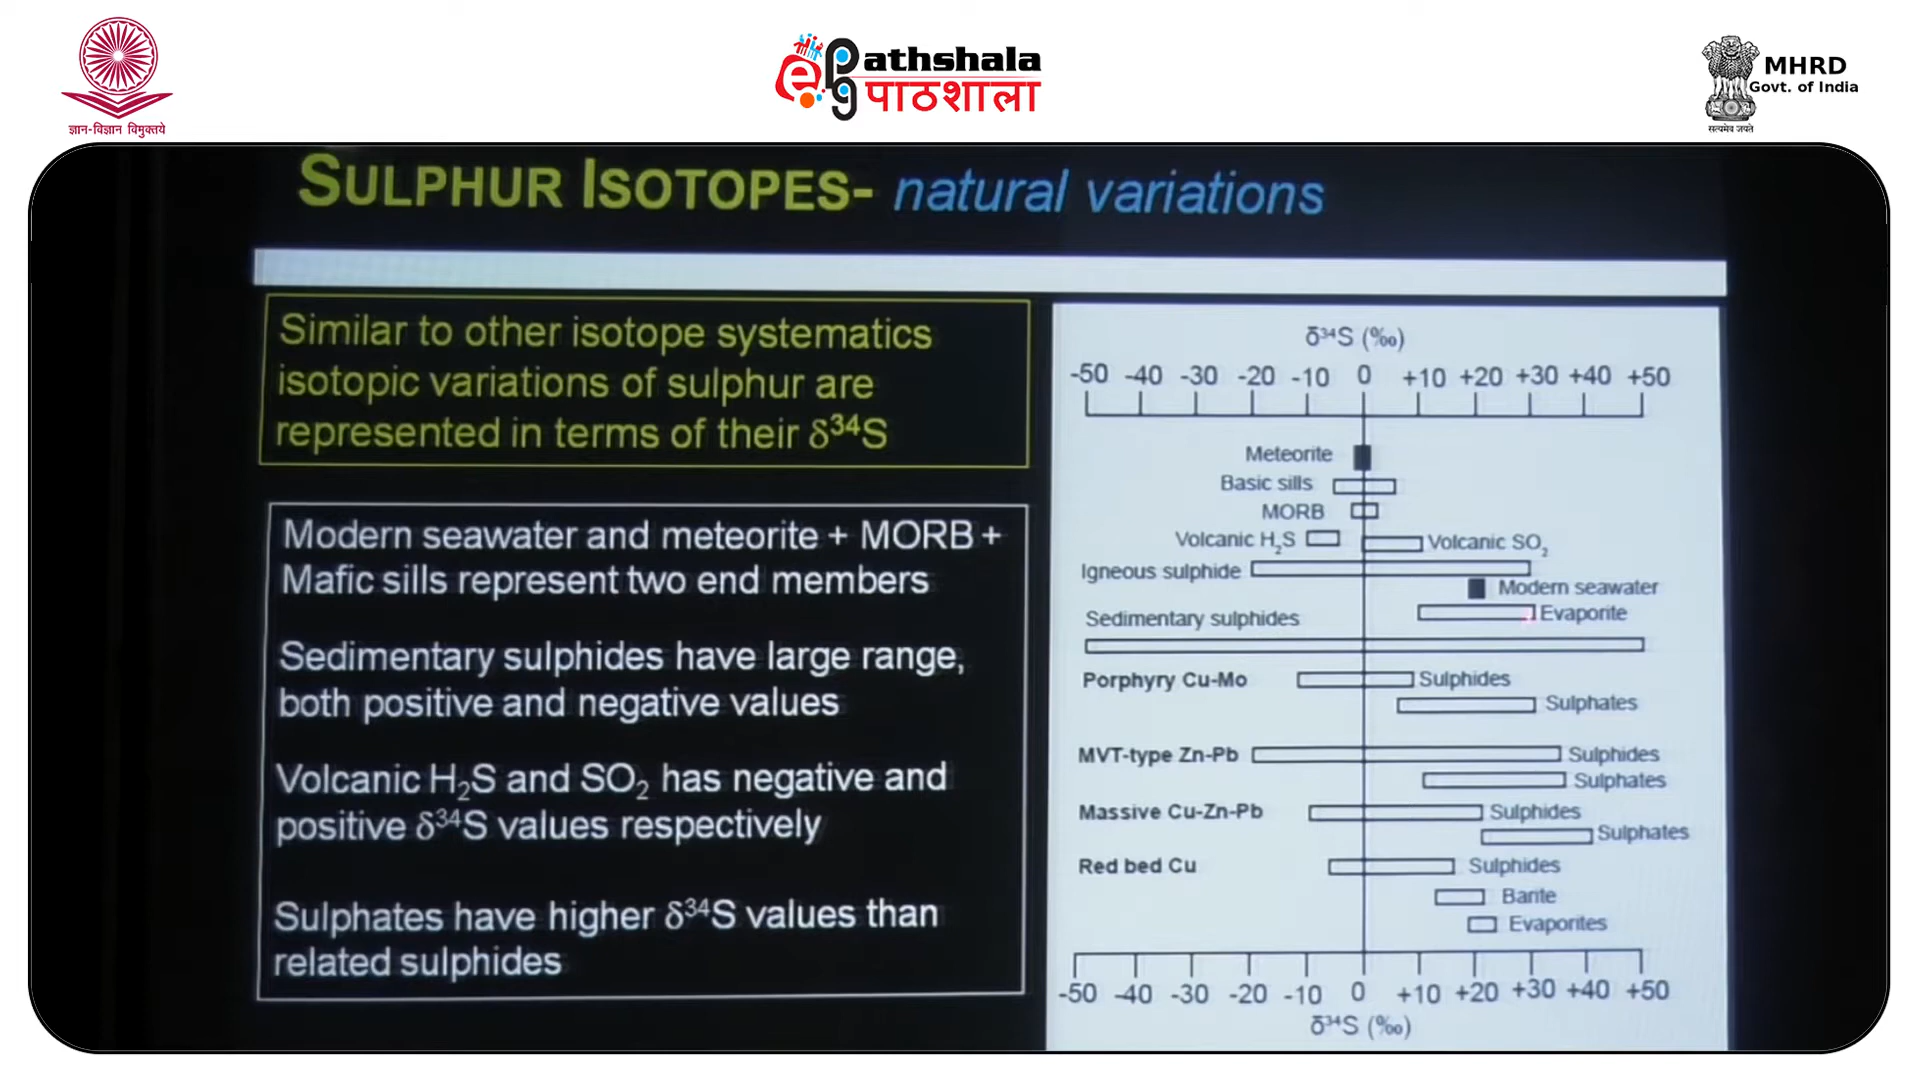 ज्ञान-विज्ञान विमुक्तये
e PG athshala
पाठशाला
MHRD
Govt. of India
सत्यमेव जयते
SULPHUR ISOTOPES- natural variations
Similar to other isotope systematics
isotopic variations of sulphur are
represented in terms of their δ³⁴S
Modern seawater and meteorite + MORB +
Mafic sills represent two end members
Sedimentary sulphides have large range,
both positive and negative values
Volcanic H₂S and SO₂ has negative and
positive δ³⁴S values respectively
Sulphates have higher δ³⁴S values than
related sulphides
δ³⁴S (‰)
-50 -40 -30 -20 -10 0 +10 +20 +30 +40 +50
Meteorite
Basic sills
MORB
Volcanic H₂S Volcanic SO₂
Igneous sulphide
Modern seawater
Evaporite
Sedimentary sulphides
Porphyry Cu-Mo Sulphides
Sulphates
MVT-type Zn-Pb Sulphides
Sulphates
Massive Cu-Zn-Pb Sulphides
Sulphates
Red bed Cu Sulphides
Barite
Evaporites
-50 -40 -30 -20 -10 0 +10 +20 +30 +40 +50
δ³⁴S (‰)